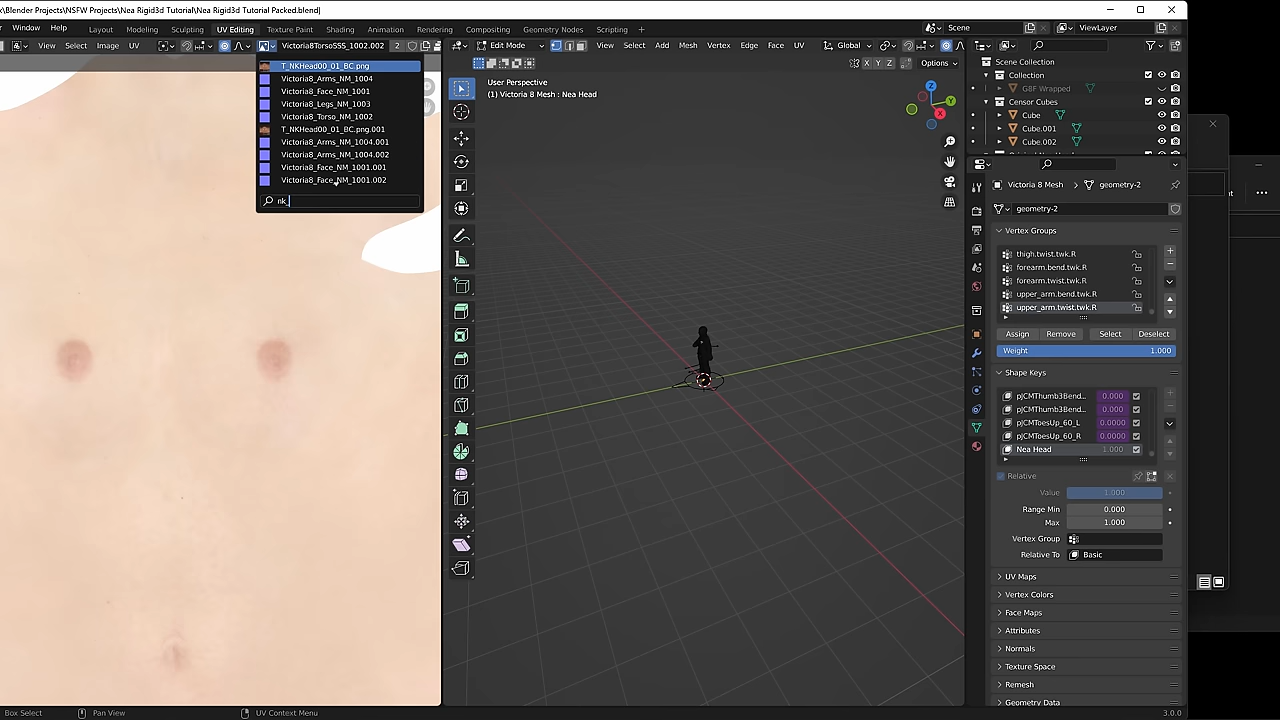 x\Blender Projects\NSFW Projects\Nea Rigid3d Tutorial\Nea Rigid3d Tutorial Packed.blend]
Window Help Layout Modeling Sculpting UV Editing Texture Paint Shading Animation Rendering Compositing Geometry Nodes Scripting + Scene ViewLayer
View Select Image UV Victoria8TorsoSSS_1002.002 2 Edit Mode View Select Add Mesh Vertex Edge Face UV Global
X Y Z Options
T_NKHead00_01_BC.png
Victoria8_Arms_NM_1004
Victoria8_Face_NM_1001
Victoria8_Legs_NM_1003
Victoria8_Torso_NM_1002
T_NKHead00_01_BC.png.001
Victoria8_Arms_NM_1004.001
Victoria8_Arms_NM_1004.002
Victoria8_Face_NM_1001.001
Victoria8_Face_NM_1001.002
nk
User Perspective
(1) Victoria 8 Mesh : Nea Head
Z
Y
X
Scene Collection
Collection
G8F Wrapped
Censor Cubes
Cube
Cube.001
Cube.002
Victoria 8 Mesh > geometry-2
geometry-2
Vertex Groups
thigh.twist.twk.R
forearm.bend.twk.R
forearm.twist.twk.R
upper_arm.bend.twk.R
upper_arm.twist.twk.R
Assign Remove Select Deselect
Weight 1.000
Shape Keys
pJCMThumb3Bend... 0.000
pJCMThumb3Bend... 0.000
pJCMToesUp_60_L 0.0000
pJCMToesUp_60_R 0.0000
Nea Head 1.000
Relative
Value 1.000
Range Min 0.000
Max 1.000
Vertex Group
Relative To Basic
UV Maps
Vertex Colors
Face Maps
Attributes
Normals
Texture Space
Remesh
Geometry Data
Box Select Pan View UV Context Menu 3.0.0